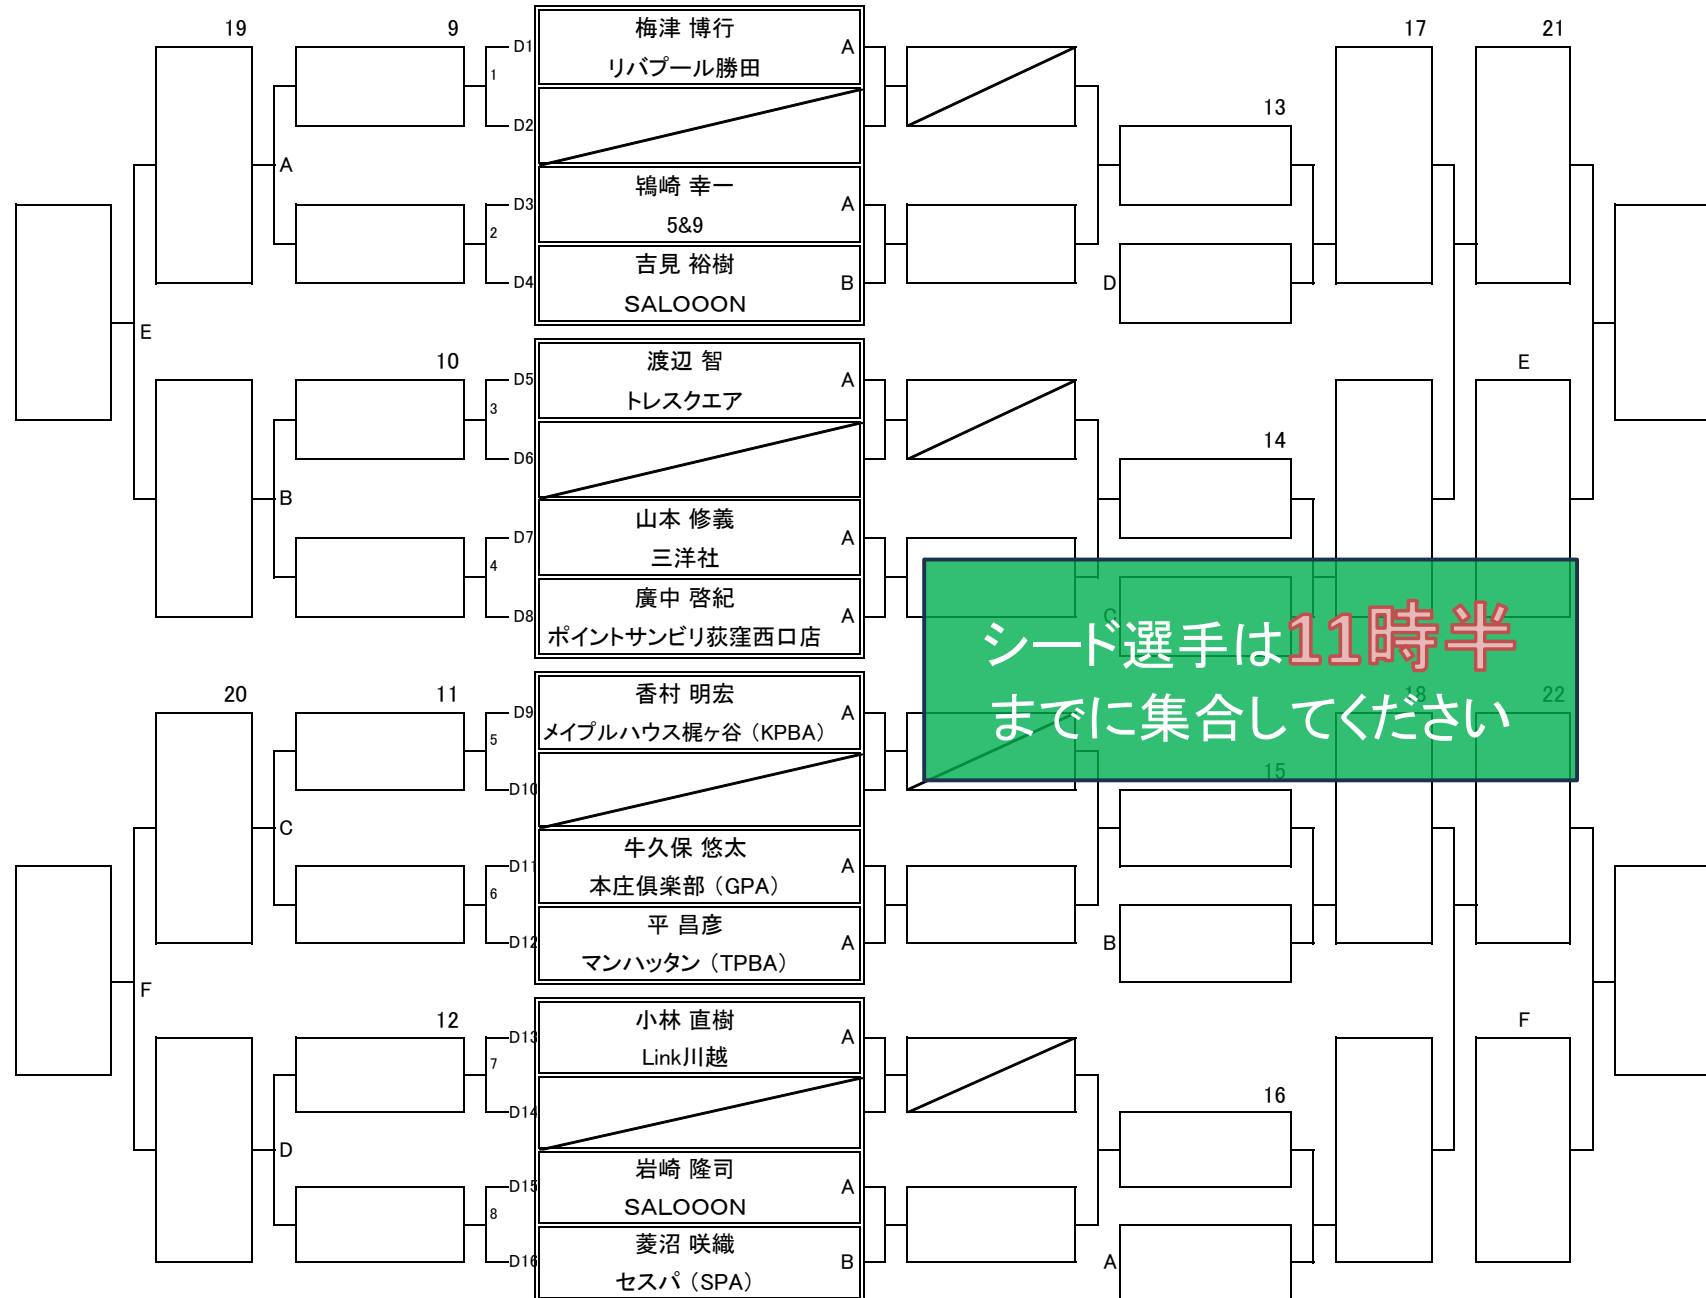 19
9
17
21
D1
梅津 博行
A
1
リバプール勝田
D2
13
A
鴇崎 幸一
D3
A
2
5&9
吉見 裕樹
D4
B
D
SALOOON
E
10
渡辺 智
E
D5
A
3
トレスクエア
D6
14
B
山本 修義
D7
A
4
三洋社
廣中 啓紀
D8
A
C
ポイントサンビリ荻窪西口店
シード選手は11時半
までに集合してください
20
11
香村 明宏
18
22
D9
A
5
メイプルハウス梶ヶ谷（KPBA）
D10
15
C
牛久保 悠太
D11
A
6
本庄倶楽部（GPA）
平 昌彦
D12
A
B
マンハッタン（TPBA）
F
12
小林 直樹
F
D13
A
7
Link川越
D14
16
D
岩崎 隆司
D15
A
8
SALOOON
菱沼 咲織
D16
B
A
セスパ（SPA）